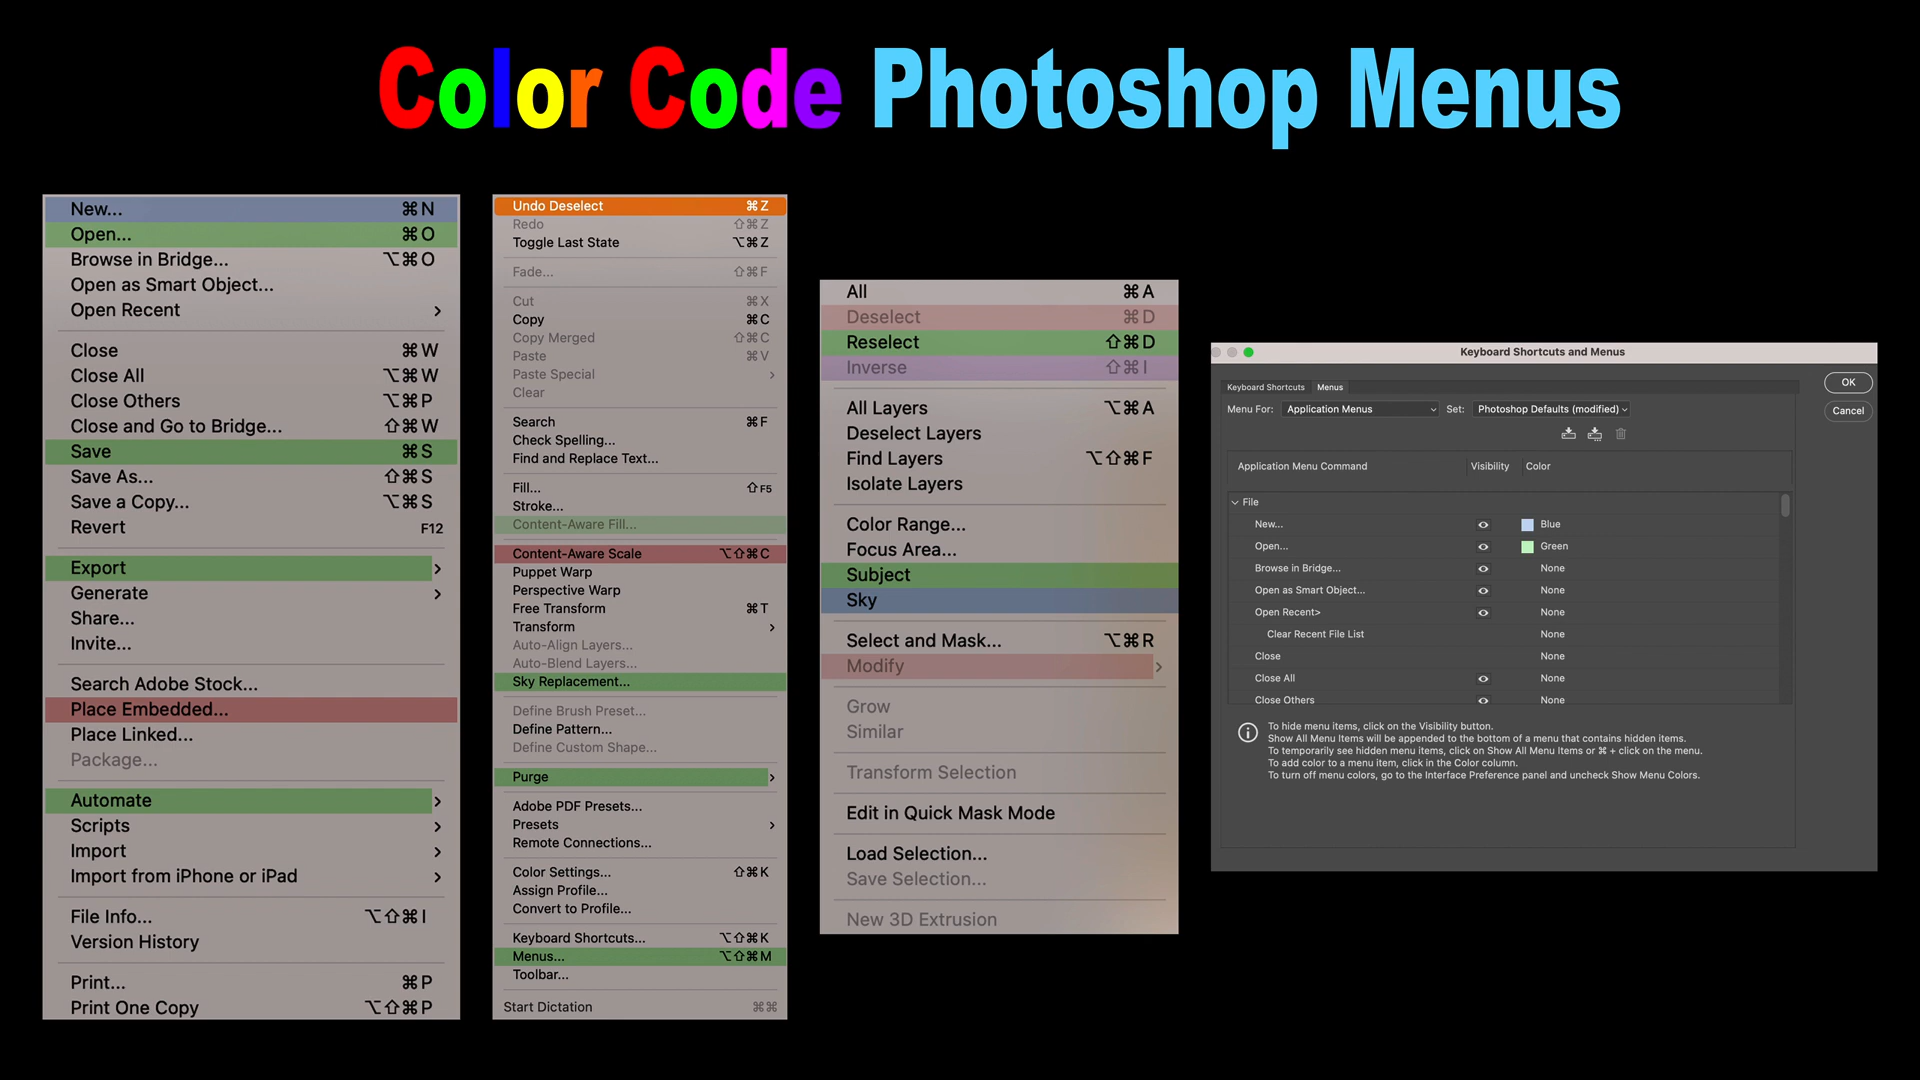 Color Code Photoshop Menus
New... ⌘N
Open... ⌘O
Browse in Bridge... ⌥⌘O
Open as Smart Object...
Open Recent >
Close ⌘W
Close All ⌥⌘W
Close Others ⌥⌘P
Close and Go to Bridge... ⇧⌘W
Save ⌘S
Save As... ⇧⌘S
Save a Copy... ⌥⌘S
Revert F12
Export >
Generate >
Share...
Invite...
Search Adobe Stock...
Place Embedded...
Place Linked...
Package...
Automate >
Scripts >
Import >
Import from iPhone or iPad >
File Info... ⌥⇧⌘I
Version History
Print... ⌘P
Print One Copy ⌥⇧⌘P
Undo Deselect ⌘Z
Redo ⇧⌘Z
Toggle Last State ⌥⌘Z
Fade... ⇧⌘F
Cut ⌘X
Copy ⌘C
Copy Merged ⇧⌘C
Paste ⌘V
Paste Special >
Clear
Search ⌘F
Check Spelling...
Find and Replace Text...
Fill... ⇧F5
Stroke...
Content-Aware Fill...
Content-Aware Scale ⌥⇧⌘C
Puppet Warp
Perspective Warp
Free Transform ⌘T
Transform >
Auto-Align Layers...
Auto-Blend Layers...
Sky Replacement...
Define Brush Preset...
Define Pattern...
Define Custom Shape...
Purge >
Adobe PDF Presets...
Presets >
Remote Connections...
Color Settings... ⇧⌘K
Assign Profile...
Convert to Profile...
Keyboard Shortcuts... ⌥⇧⌘K
Menus... ⌥⇧⌘M
Toolbar...
Start Dictation ⌘⌘
All ⌘A
Deselect ⌘D
Reselect ⇧⌘D
Inverse ⇧⌘I
All Layers ⌥⌘A
Deselect Layers
Find Layers ⌥⇧⌘F
Isolate Layers
Color Range...
Focus Area...
Subject
Sky
Select and Mask... ⌥⌘R
Modify >
Grow
Similar
Transform Selection
Edit in Quick Mask Mode
Load Selection...
Save Selection...
New 3D Extrusion
Keyboard Shortcuts and Menus
Keyboard Shortcuts Menus
OK
Menu For: Application Menus Set: Photoshop Defaults (modified)
Cancel
Application Menu Command Visibility Color
File
New... Blue
Open... Green
Browse in Bridge... None
Open as Smart Object... None
Open Recent> None
Clear Recent File List None
Close None
Close All None
Close Others None
To hide menu items, click on the Visibility button.
Show All Menu Items will be appended to the bottom of a menu that contains hidden items.
To temporarily see hidden menu items, click on Show All Menu Items or ⌘ + click on the menu.
To add color to a menu item, click in the Color column.
To turn off menu colors, go to the Interface Preference panel and uncheck Show Menu Colors.